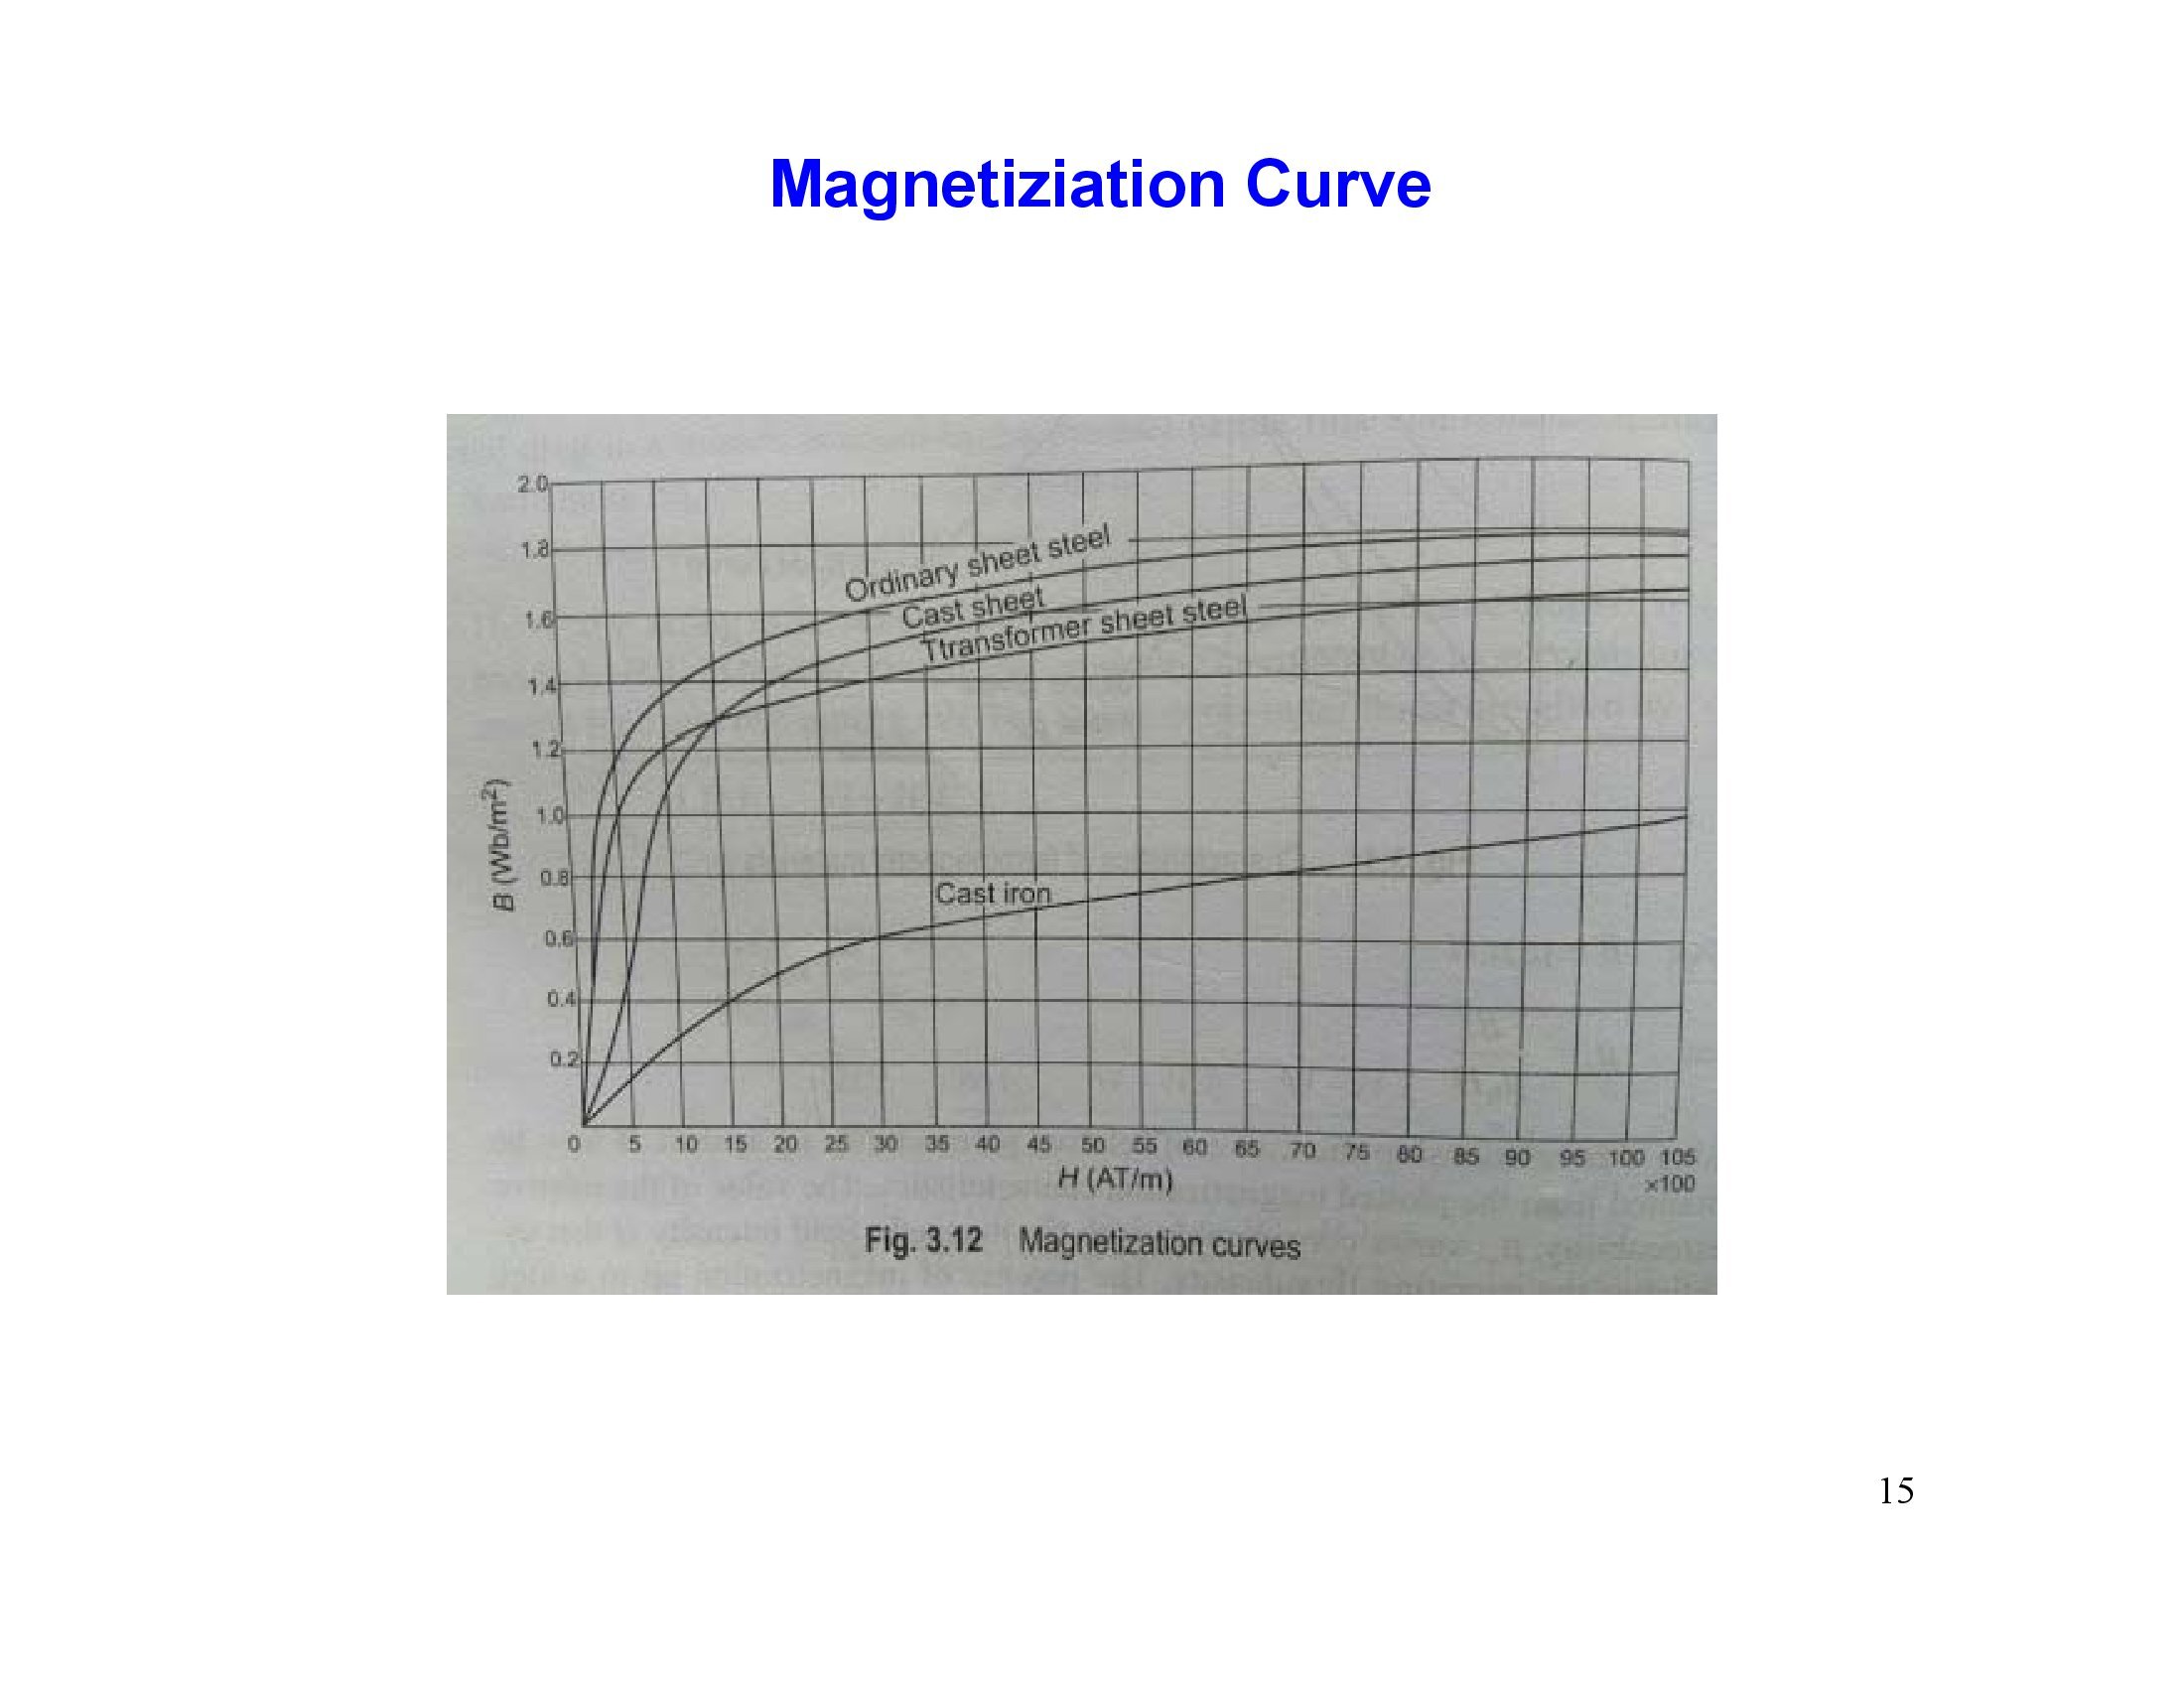 Magnetiziation Curve
2.0
1.8
1.6
1.4
1.2
1.0
0.8
0.6
0.4
0.2
B (Wb/m²)
Ordinary sheet steel
Cast sheet
Ttransformer sheet steel
Cast iron
0 5 10 15 20 25 30 35 40 45 50 55 60 65 70 75 80 85 90 95 100 105
×100
H (AT/m)
Fig. 3.12 Magnetization curves
15